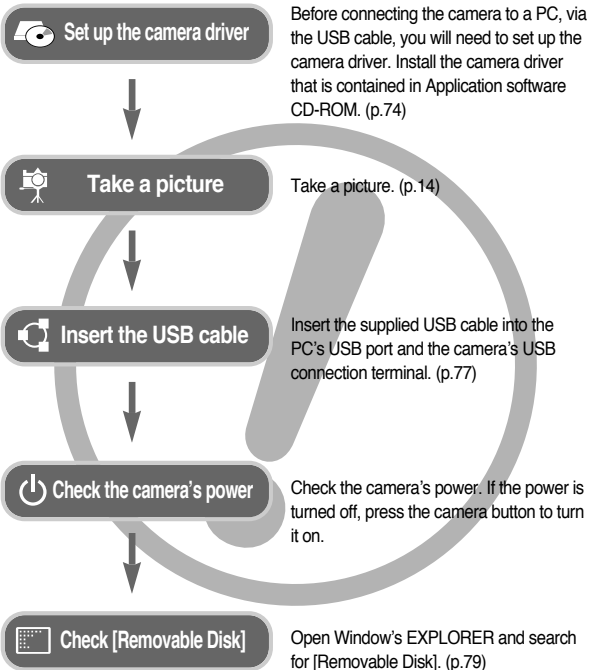 Set up the camera driver
Before connecting the camera to a PC, via
the USB cable, you will need to set up the
camera driver. Install the camera driver
that is contained in Application software
CD-ROM. (p.74)
Take a picture
Take a picture. (p.14)
Insert the USB cable
Insert the supplied USB cable into the
PC's USB port and the camera's USB
connection terminal. (p.77)
Check the camera's power
Check the camera's power. If the power is
turned off, press the camera button to turn
it on.
Check [Removable Disk]
Open Window's EXPLORER and search
for [Removable Disk]. (p.79)